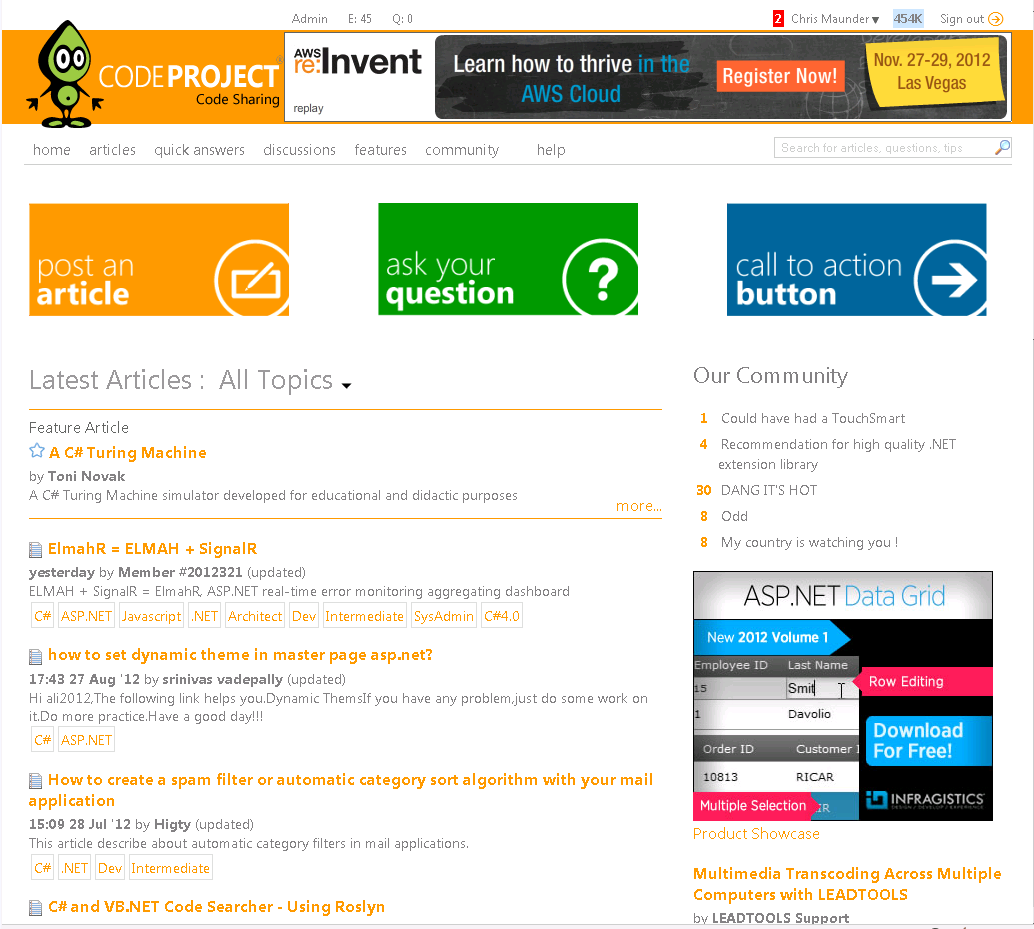 Admin E: 45 Q: 0
2 Chris Maunder 454K Sign out
CODEPROJECT
Code Sharing
AWS
re:Invent
replay
Learn how to thrive in the
AWS Cloud
Register Now!
Nov. 27-29, 2012
Las Vegas
home articles quick answers discussions features community help
Search for articles, questions, tips
post an
article
ask your
question
?
call to action
button
Latest Articles : All Topics
Feature Article
A C# Turing Machine
by Toni Novak
A C# Turing Machine simulator developed for educational and didactic purposes
more...
ElmahR = ELMAH + SignalR
yesterday by Member #2012321 (updated)
ELMAH + SignalR = ElmahR, ASP.NET real-time error monitoring aggregating dashboard
C# ASP.NET Javascript .NET Architect Dev Intermediate SysAdmin C#4.0
how to set dynamic theme in master page asp.net?
17:43 27 Aug '12 by srinivas vadepally (updated)
Hi ali2012,The following link helps you.Dynamic ThemsIf you have any problem,just do some work on
it.Do more practice.Have a good day!!!
C# ASP.NET
How to create a spam filter or automatic category sort algorithm with your mail
application
15:09 28 Jul '12 by Higty (updated)
This article describe about automatic category filters in mail applications.
C# .NET Dev Intermediate
C# and VB.NET Code Searcher - Using Roslyn
Our Community
1 Could have had a TouchSmart
4 Recommendation for high quality .NET
extension library
30 DANG IT'S HOT
8 Odd
8 My country is watching you !
ASP.NET Data Grid
New 2012 Volume 1
Employee ID Last Name
15 Smit
Row Editing
1 Davolio
Download
For Free!
Order ID Customer I
10813 RICAR
Multiple Selection IR
INFRAGISTICS
DESIGN / DEVELOP / EXPERIENCE
Product Showcase
Multimedia Transcoding Across Multiple
Computers with LEADTOOLS
by LEADTOOLS Support